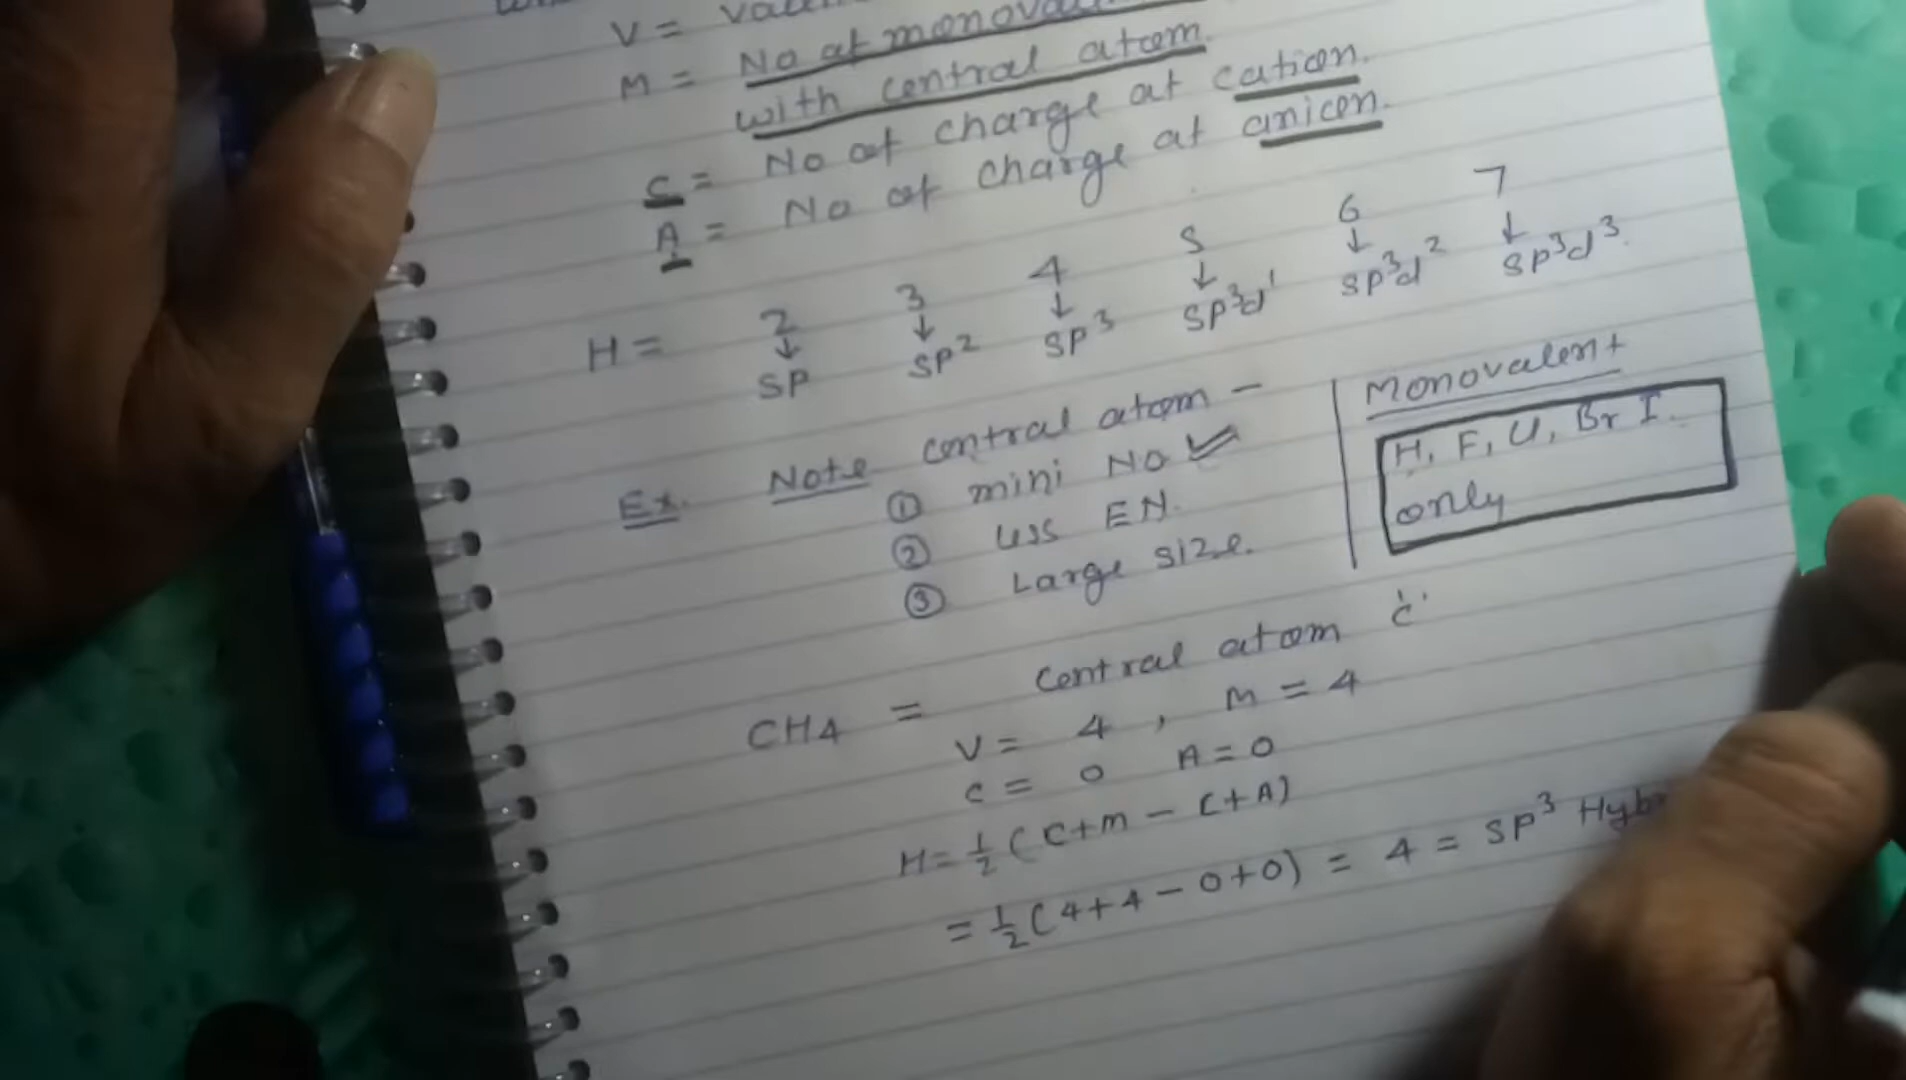 V =
M = No of monova
with central atom.
C = No of charge at cation.
A = No of charge at anion.
H = 2 3 4 5 6 7
↓ ↓ ↓ ↓ ↓ ↓
SP SP² SP³ SP³d¹ SP³d² SP³d³.
Ex. Note central atom –
① mini No
② less EN.
③ Large size.
Monovalent
H, F, Cl, Br I.
only
CH4 = Central atom 'c'
V = 4 , M = 4
C = 0 A = 0
H = ½ (C+M – C+A)
= ½ (4+4 – 0+0) = 4 = SP³ Hyb